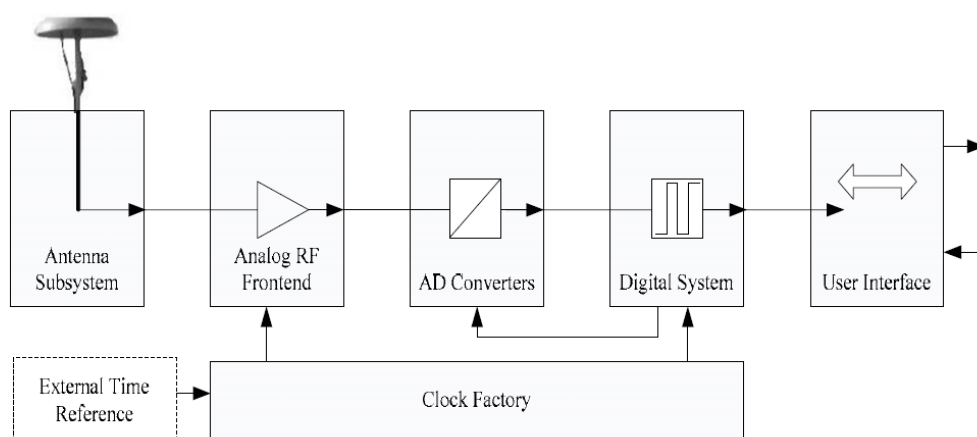 Antenna
Subsystem
Analog RF
Frontend
AD Converters
Digital System
User Interface
External Time
Reference
Clock Factory